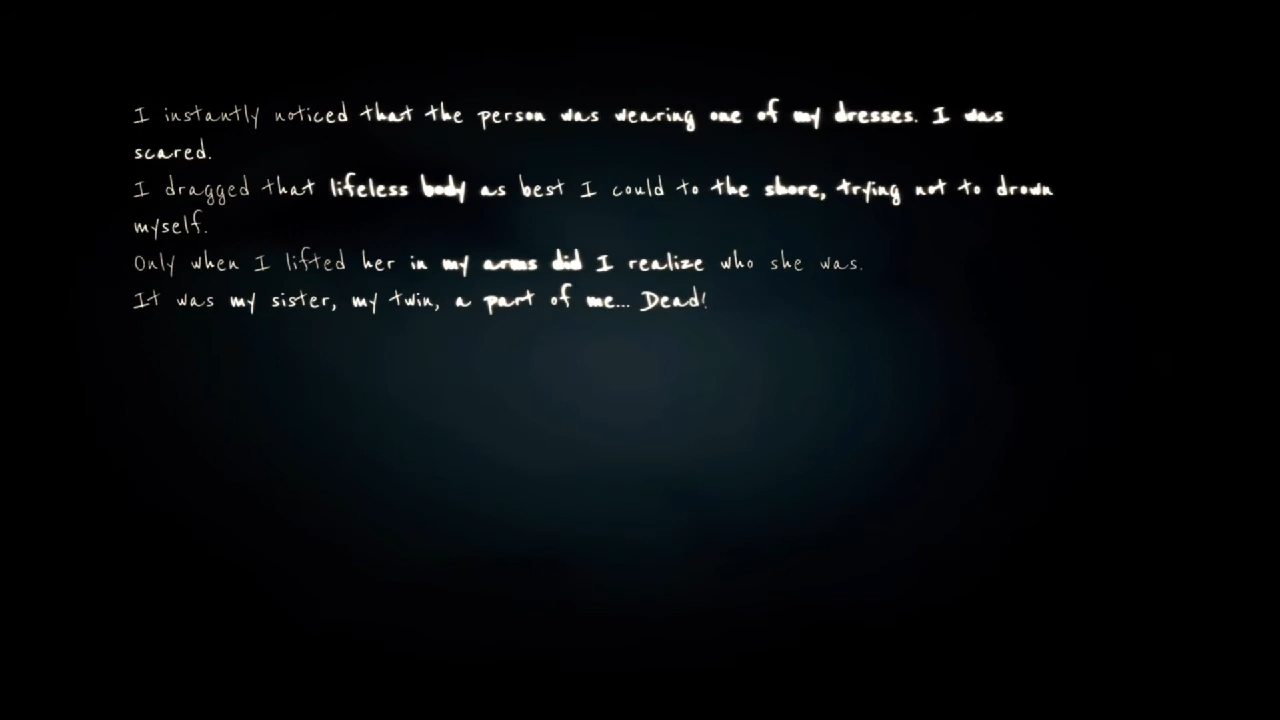 I instantly noticed that the person was wearing one of my dresses. I was
scared.
I dragged that lifeless body as best I could to the shore, trying not to drown
myself.
Only when I lifted her in my arms did I realize who she was.
It was my sister, my twin, a part of me... Dead!